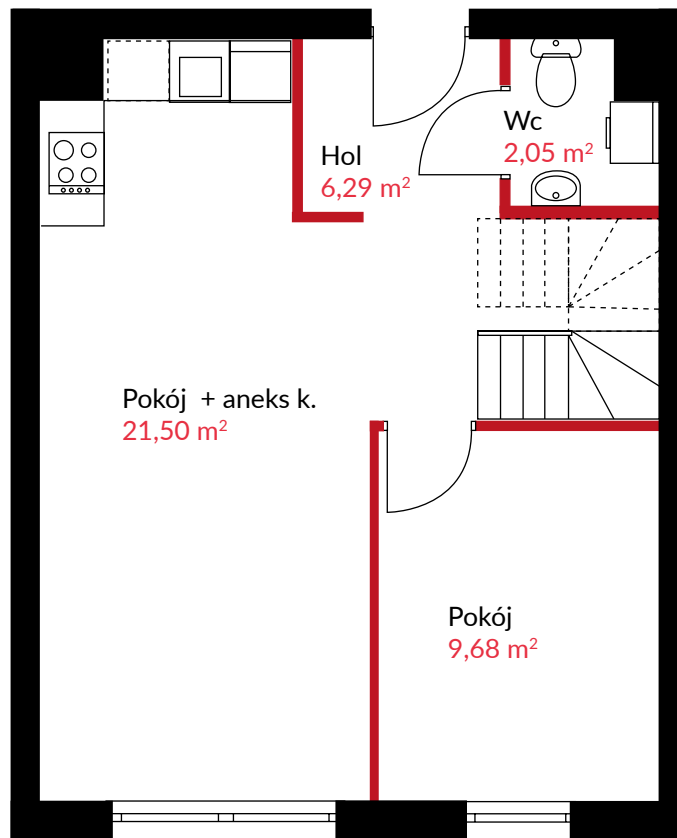 Wc
2,05 m²
Hol
6,29 m²
Pokój + aneks k.
21,50 m²
Pokój
9,68 m²